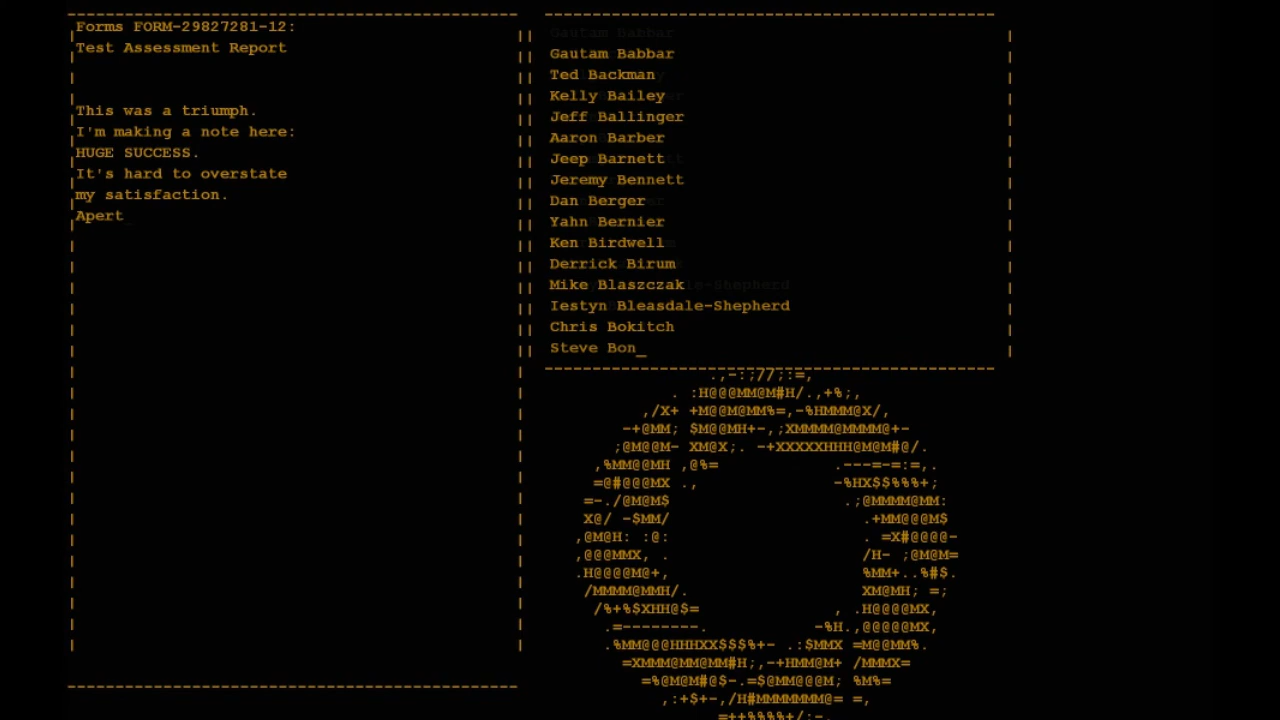 Forms FORM-29827281-12:
Test Assessment Report
This was a triumph.
I'm making a note here:
HUGE SUCCESS.
It's hard to overstate
my satisfaction.
Apert_
Gautam Babbar
Ted Backman
Kelly Bailey
Jeff Ballinger
Aaron Barber
Jeep Barnett
Jeremy Bennett
Dan Berger
Yahn Bernier
Ken Birdwell
Derrick Birum
Mike Blaszczak
Iestyn Bleasdale-Shepherd
Chris Bokitch
Steve Bon_